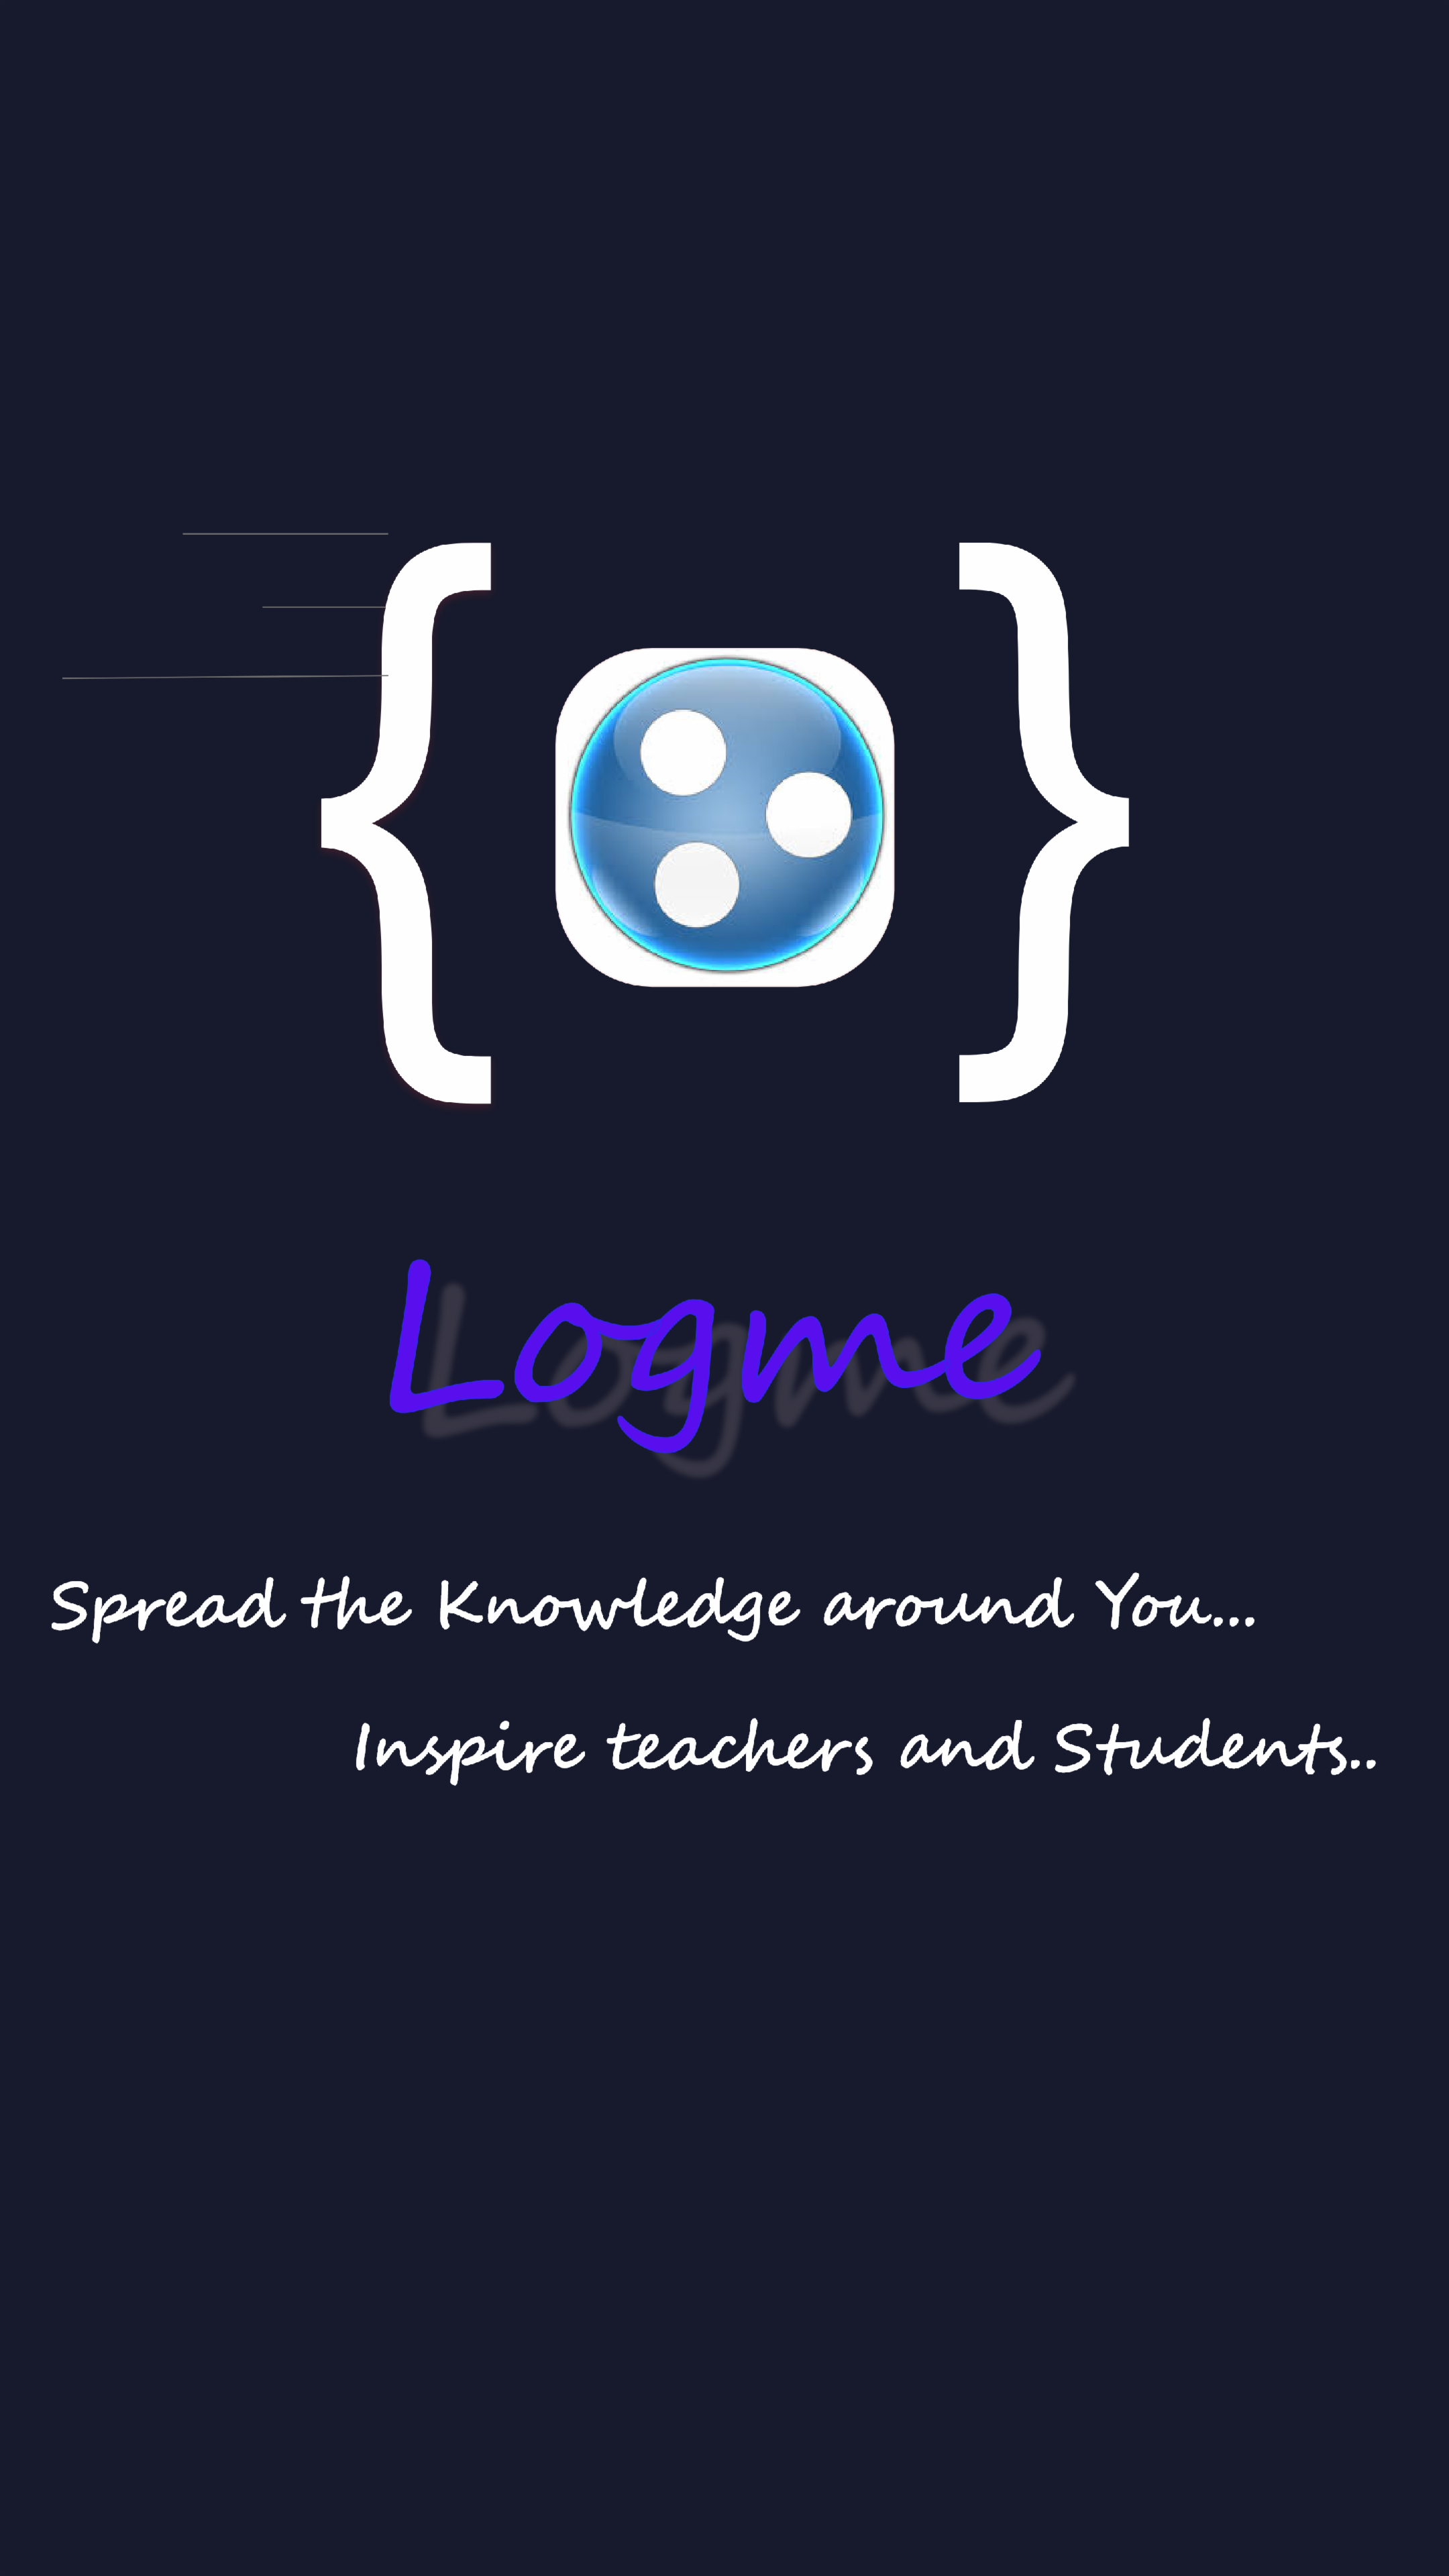 { }
Logme
Spread the Knowledge around You...
Inspire teachers and Students..